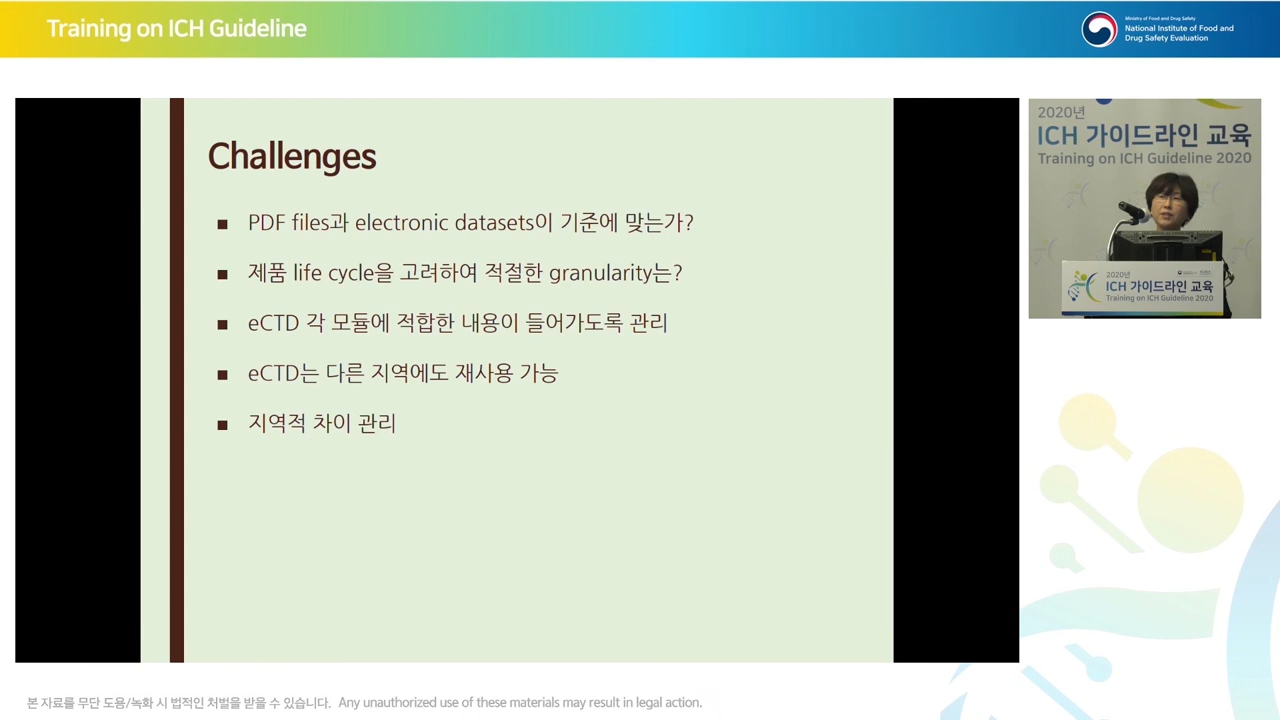 Training on ICH Guideline
Ministry of Food and Drug Safety
National Institute of Food and
Drug Safety Evaluation
Challenges
PDF files과 electronic datasets이 기준에 맞는가?
제품 life cycle을 고려하여 적절한 granularity는?
eCTD 각 모듈에 적합한 내용이 들어가도록 관리
eCTD는 다른 지역에도 재사용 가능
지역적 차이 관리
2020년
ICH 가이드라인 교육
Training on ICH Guideline 2020
2020년
ICH 가이드라인 교육
Training on ICH Guideline 2020
본 자료를 무단 도용/녹화 시 법적인 처벌을 받을 수 있습니다. Any unauthorized use of these materials may result in legal action.